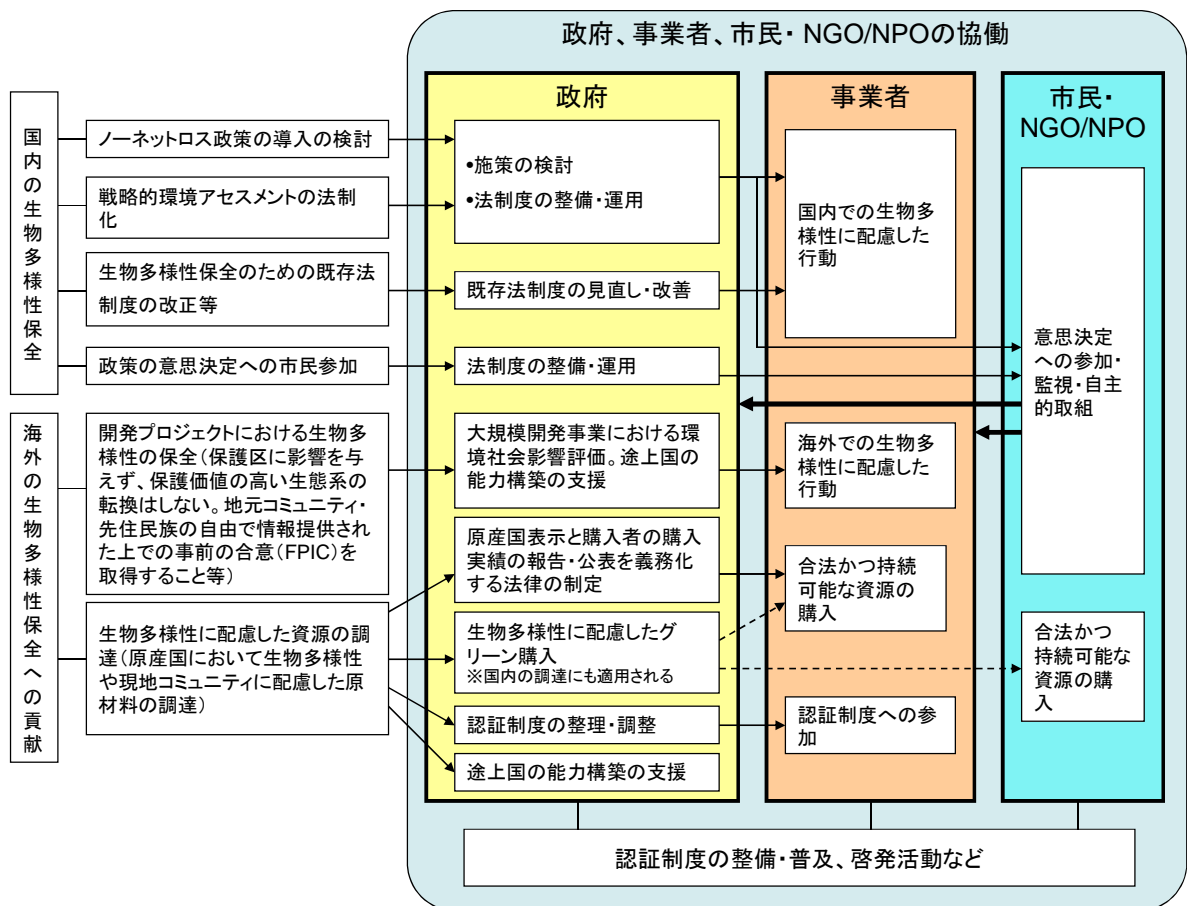 政府、事業者、市民・ NGO/NPOの協働
政府
事業者
市民・
NGO/NPO
国内の生物多様性保全
ノーネットロス政策の導入の検討
戦略的環境アセスメントの法制
化
生物多様性保全のための既存法
制度の改正等
政策の意思決定への市民参加
•施策の検討
•法制度の整備・運用
既存法制度の見直し・改善
法制度の整備・運用
国内での生物多
様性に配慮した
行動
意思決定
への参加・
監視・自主
的取組
海外の生物多様性保全への貢献
開発プロジェクトにおける生物多
様性の保全（保護区に影響を与
えず、保護価値の高い生態系の
転換はしない。地元コミュニティ・
先住民族の自由で情報提供され
た上での事前の合意（FPIC）を
取得すること等）
生物多様性に配慮した資源の調
達（原産国において生物多様性
や現地コミュニティに配慮した原
材料の調達）
大規模開発事業における環
境社会影響評価。途上国の
能力構築の支援
原産国表示と購入者の購入
実績の報告・公表を義務化
する法律の制定
生物多様性に配慮したグ
リーン購入
※国内の調達にも適用される
認証制度の整理・調整
途上国の能力構築の支援
海外での生物多
様性に配慮した
行動
合法かつ持続
可能な資源の
購入
認証制度への参
加
合法かつ
持続可能な
資源の購
入
認証制度の整備・普及、啓発活動など